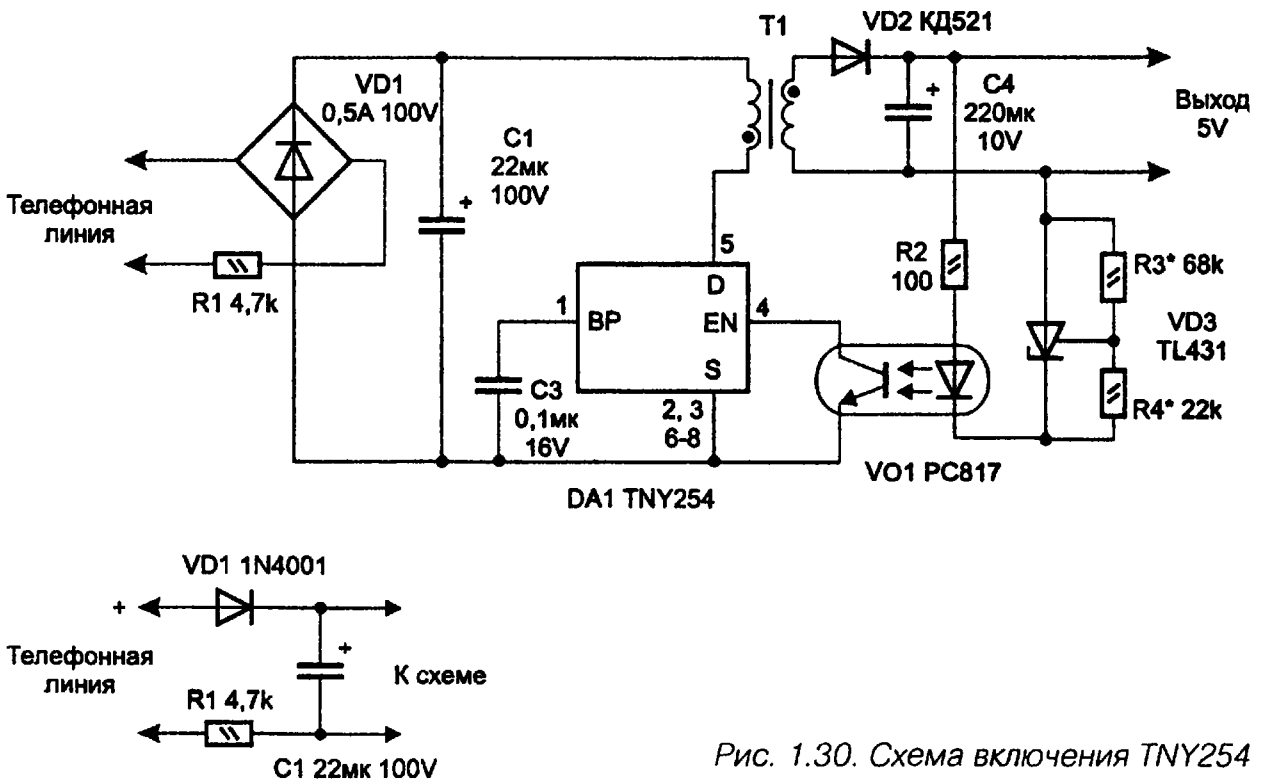 T1
VD2 КД521
VD1
0,5A 100V
C1
22мк
100V
+
+
C4
220мк
10V
Выход
5V
Телефонная
линия
R1 4,7k
5
D
1
BP
EN
4
S
2, 3
6-8
C3
0,1мк
16V
R2
100
R3* 68k
VD3
TL431
R4* 22k
VO1 PC817
DA1 TNY254
VD1 1N4001
+
+
Телефонная
линия
К схеме
R1 4,7k
C1 22мк 100V
Рис. 1.30. Схема включения TNY254